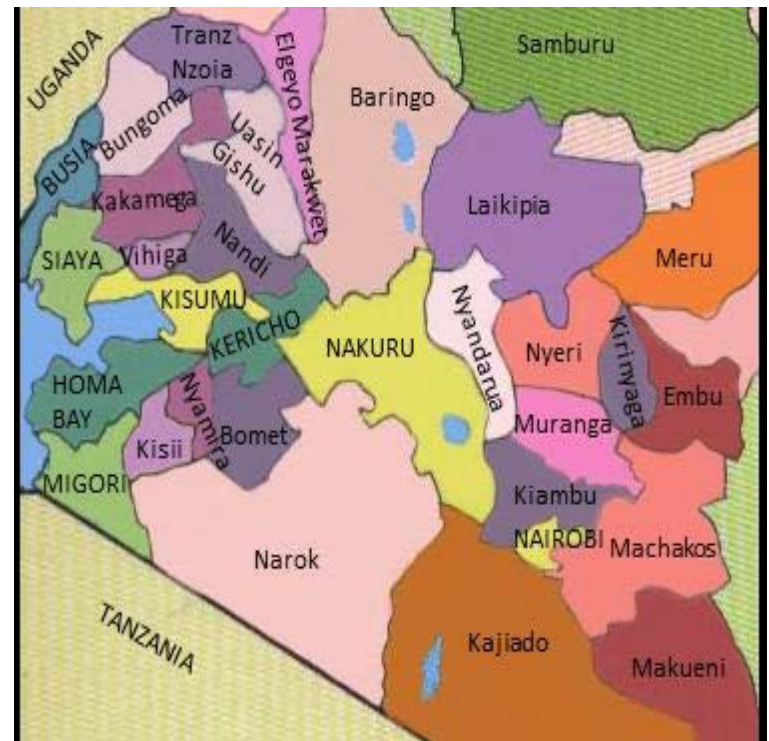 UGANDA
Tranz
Nzoia
Elgeyo Marakwet
Samburu
Baringo
Bungoma
Uasin
Gishu
BUSIA
Kakamega
Laikipia
SIAYA
Vihiga
Nandi
Meru
KISUMU
KERICHO
NAKURU
Nyandarua
Nyeri
Kirinyaga
Embu
HOMA
BAY
Nyamira
Kisii
Bomet
Muranga
MIGORI
Kiambu
NAIROBI
Machakos
Narok
TANZANIA
Kajiado
Makueni